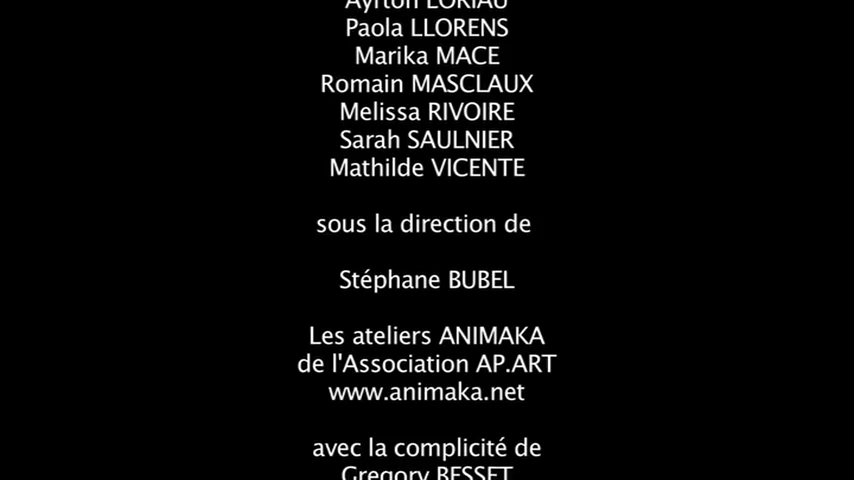 Ayrton LORIAU
Paola LLORENS
Marika MACE
Romain MASCLAUX
Melissa RIVOIRE
Sarah SAULNIER
Mathilde VICENTE
sous la direction de
Stéphane BUBEL
Les ateliers ANIMAKA
de l'Association AP.ART
www.animaka.net
avec la complicité de
Gregory BESSET